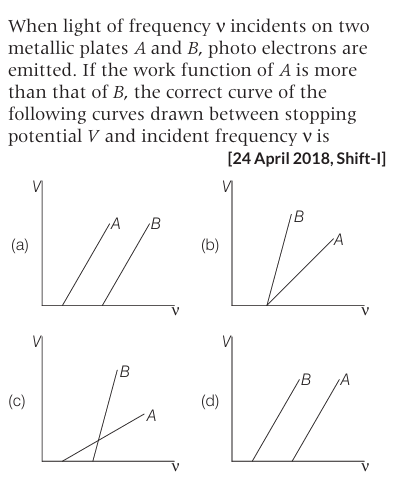 When light of frequency ν incidents on two
metallic plates A and B, photo electrons are
emitted. If the work function of A is more
than that of B, the correct curve of the
following curves drawn between stopping
potential V and incident frequency ν is
[24 April 2018, Shift-I]
V
A
B
(a)
ν
V
B
A
(b)
ν
V
B
A
(c)
ν
V
B
A
(d)
ν